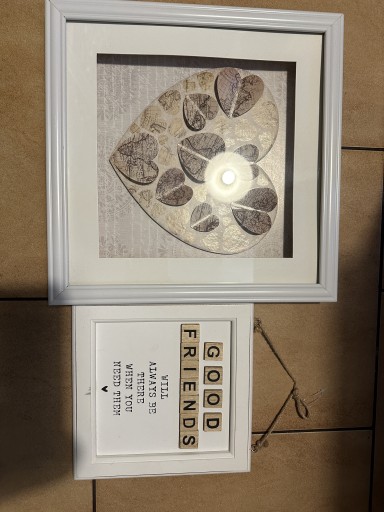 GOOD
FRIENDS
WILL
ALWAYS BE
THERE
WHEN YOU
NEED THEM